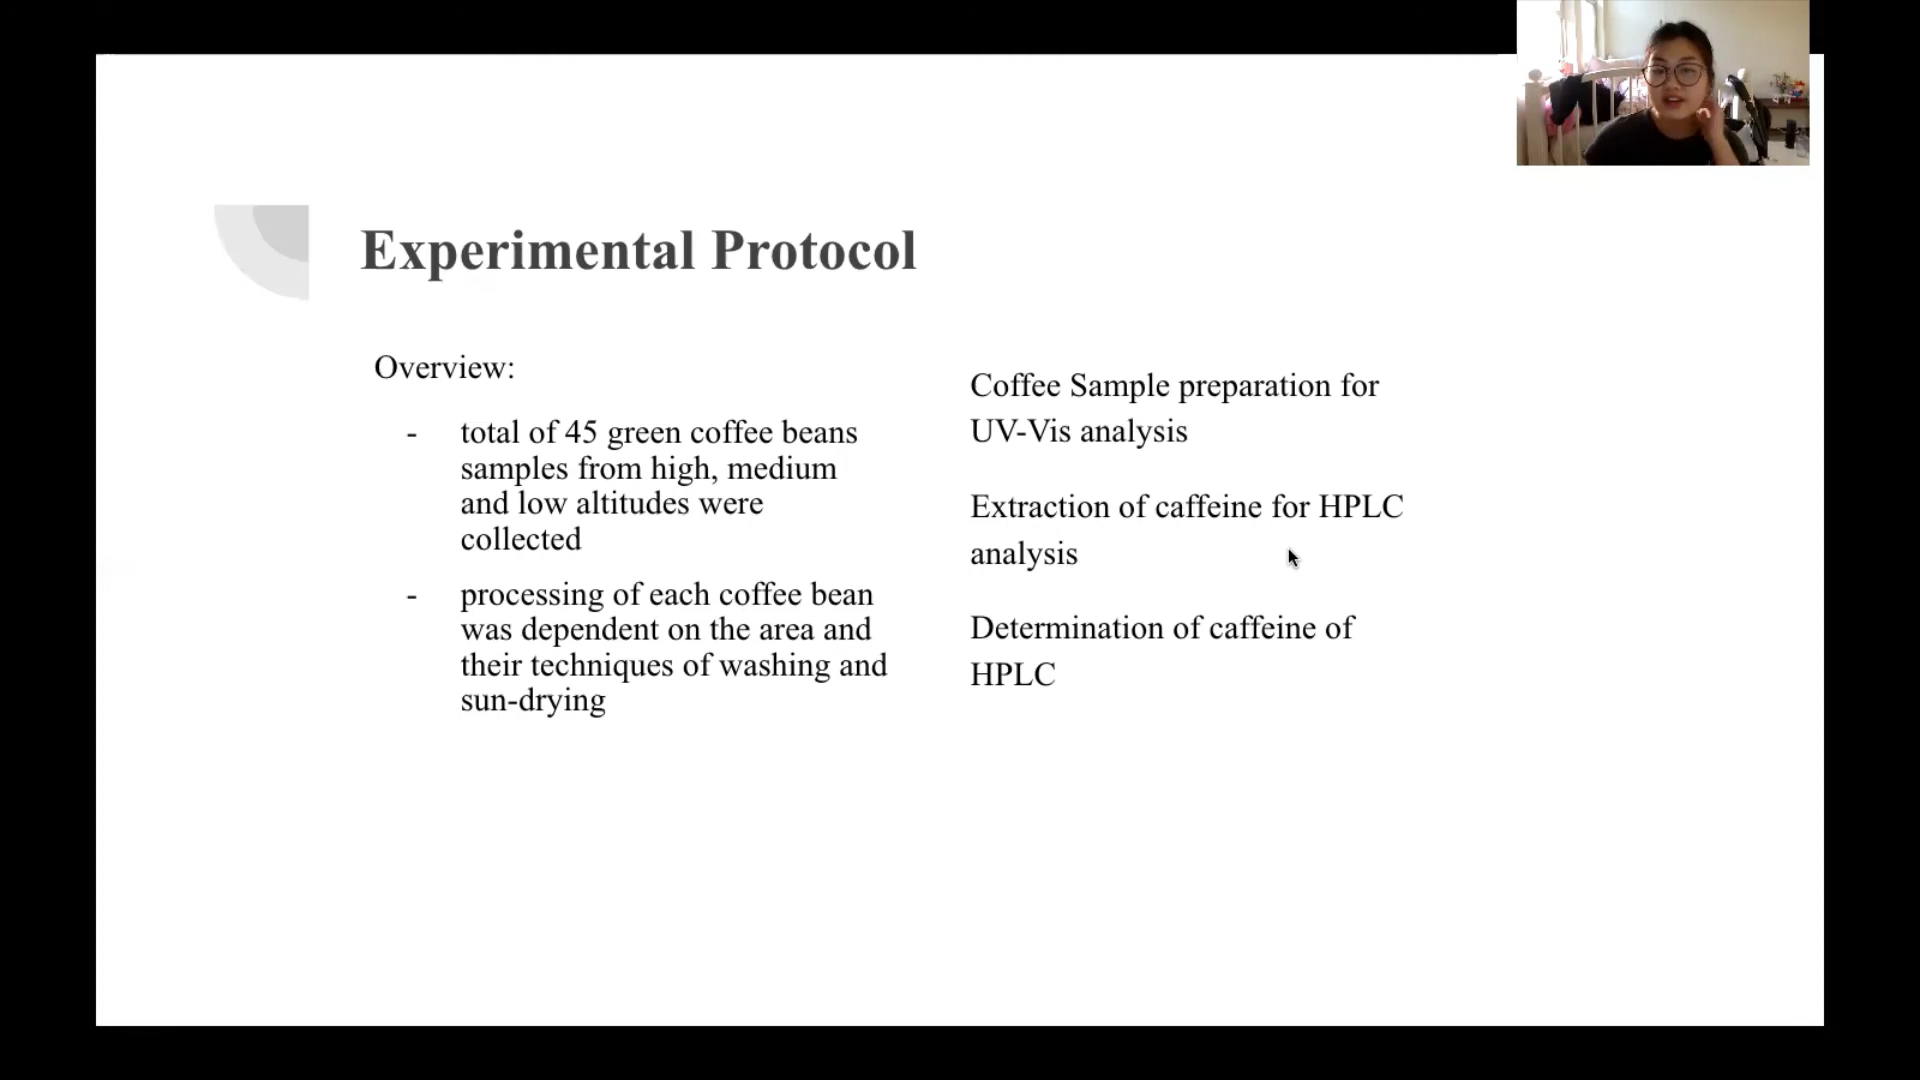 Experimental Protocol
Overview:
- total of 45 green coffee beans
samples from high, medium
and low altitudes were
collected
- processing of each coffee bean
was dependent on the area and
their techniques of washing and
sun-drying
Coffee Sample preparation for
UV-Vis analysis
Extraction of caffeine for HPLC
analysis
Determination of caffeine of
HPLC